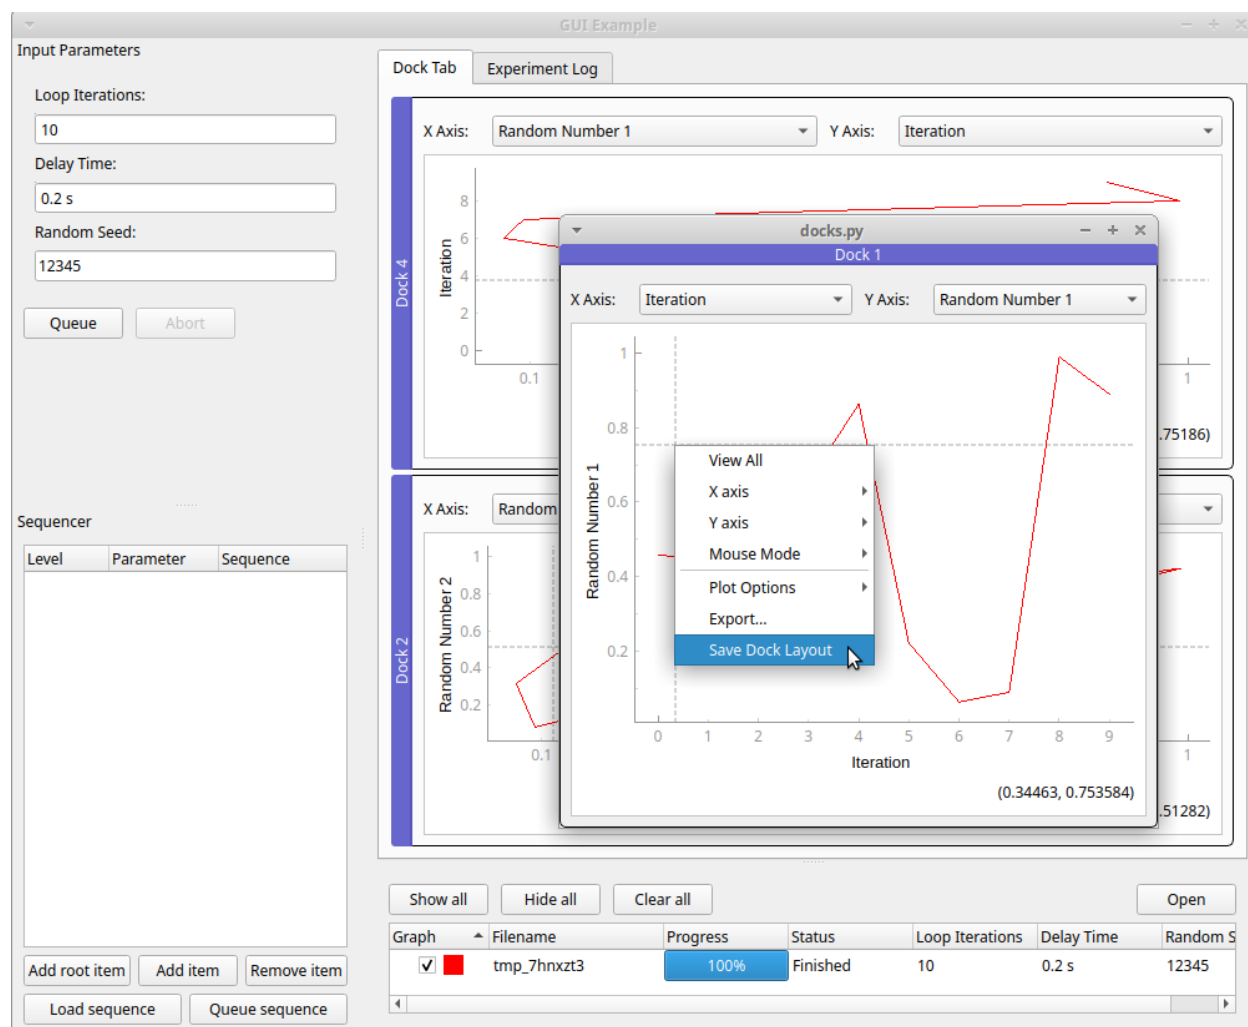 GUI Example
Input Parameters
Loop Iterations:
10
Delay Time:
0.2 s
Random Seed:
12345
Queue Abort
Sequencer
Level Parameter Sequence
Add root item Add item Remove item
Load sequence Queue sequence
Dock Tab Experiment Log
Dock 4
X Axis: Random Number 1 Y Axis: Iteration
Iteration
8
6
4
2
0
0.1 1
.75186)
Dock 2
X Axis: Random
Random Number 2
1
0.8
0.6
0.4
0.2
0.1 1
.51282)
docks.py
Dock 1
X Axis: Iteration Y Axis: Random Number 1
Random Number 1
1
0.8
0.6
0.4
0.2
0 1 2 3 4 5 6 7 8 9
Iteration
(0.34463, 0.753584)
View All
X axis
Y axis
Mouse Mode
Plot Options
Export...
Save Dock Layout
Show all Hide all Clear all Open
Graph Filename Progress Status Loop Iterations Delay Time Random S
tmp_7hnxzt3 100% Finished 10 0.2 s 12345